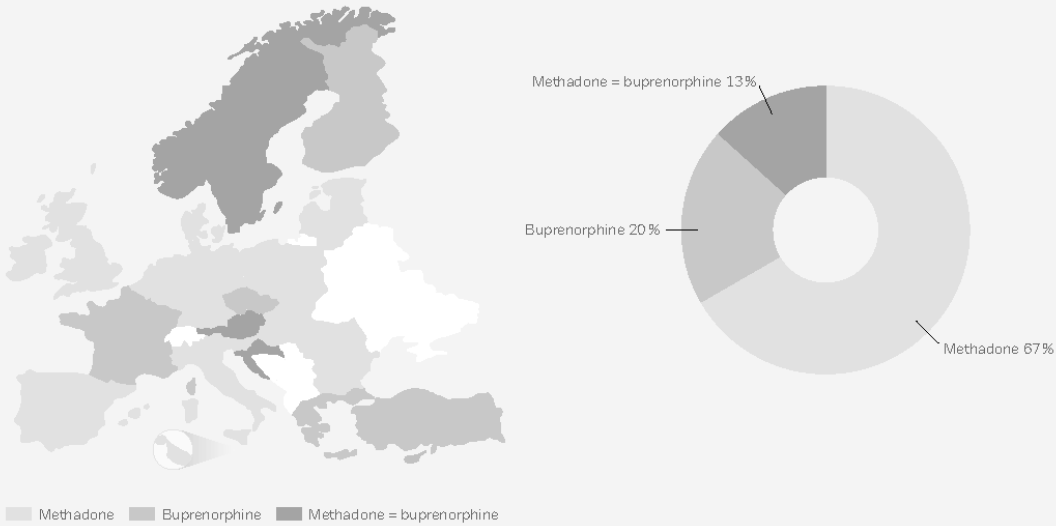 Methadone = buprenorphine 13%
Buprenorphine 20%
Methadone 67%
Methadone Buprenorphine Methadone = buprenorphine